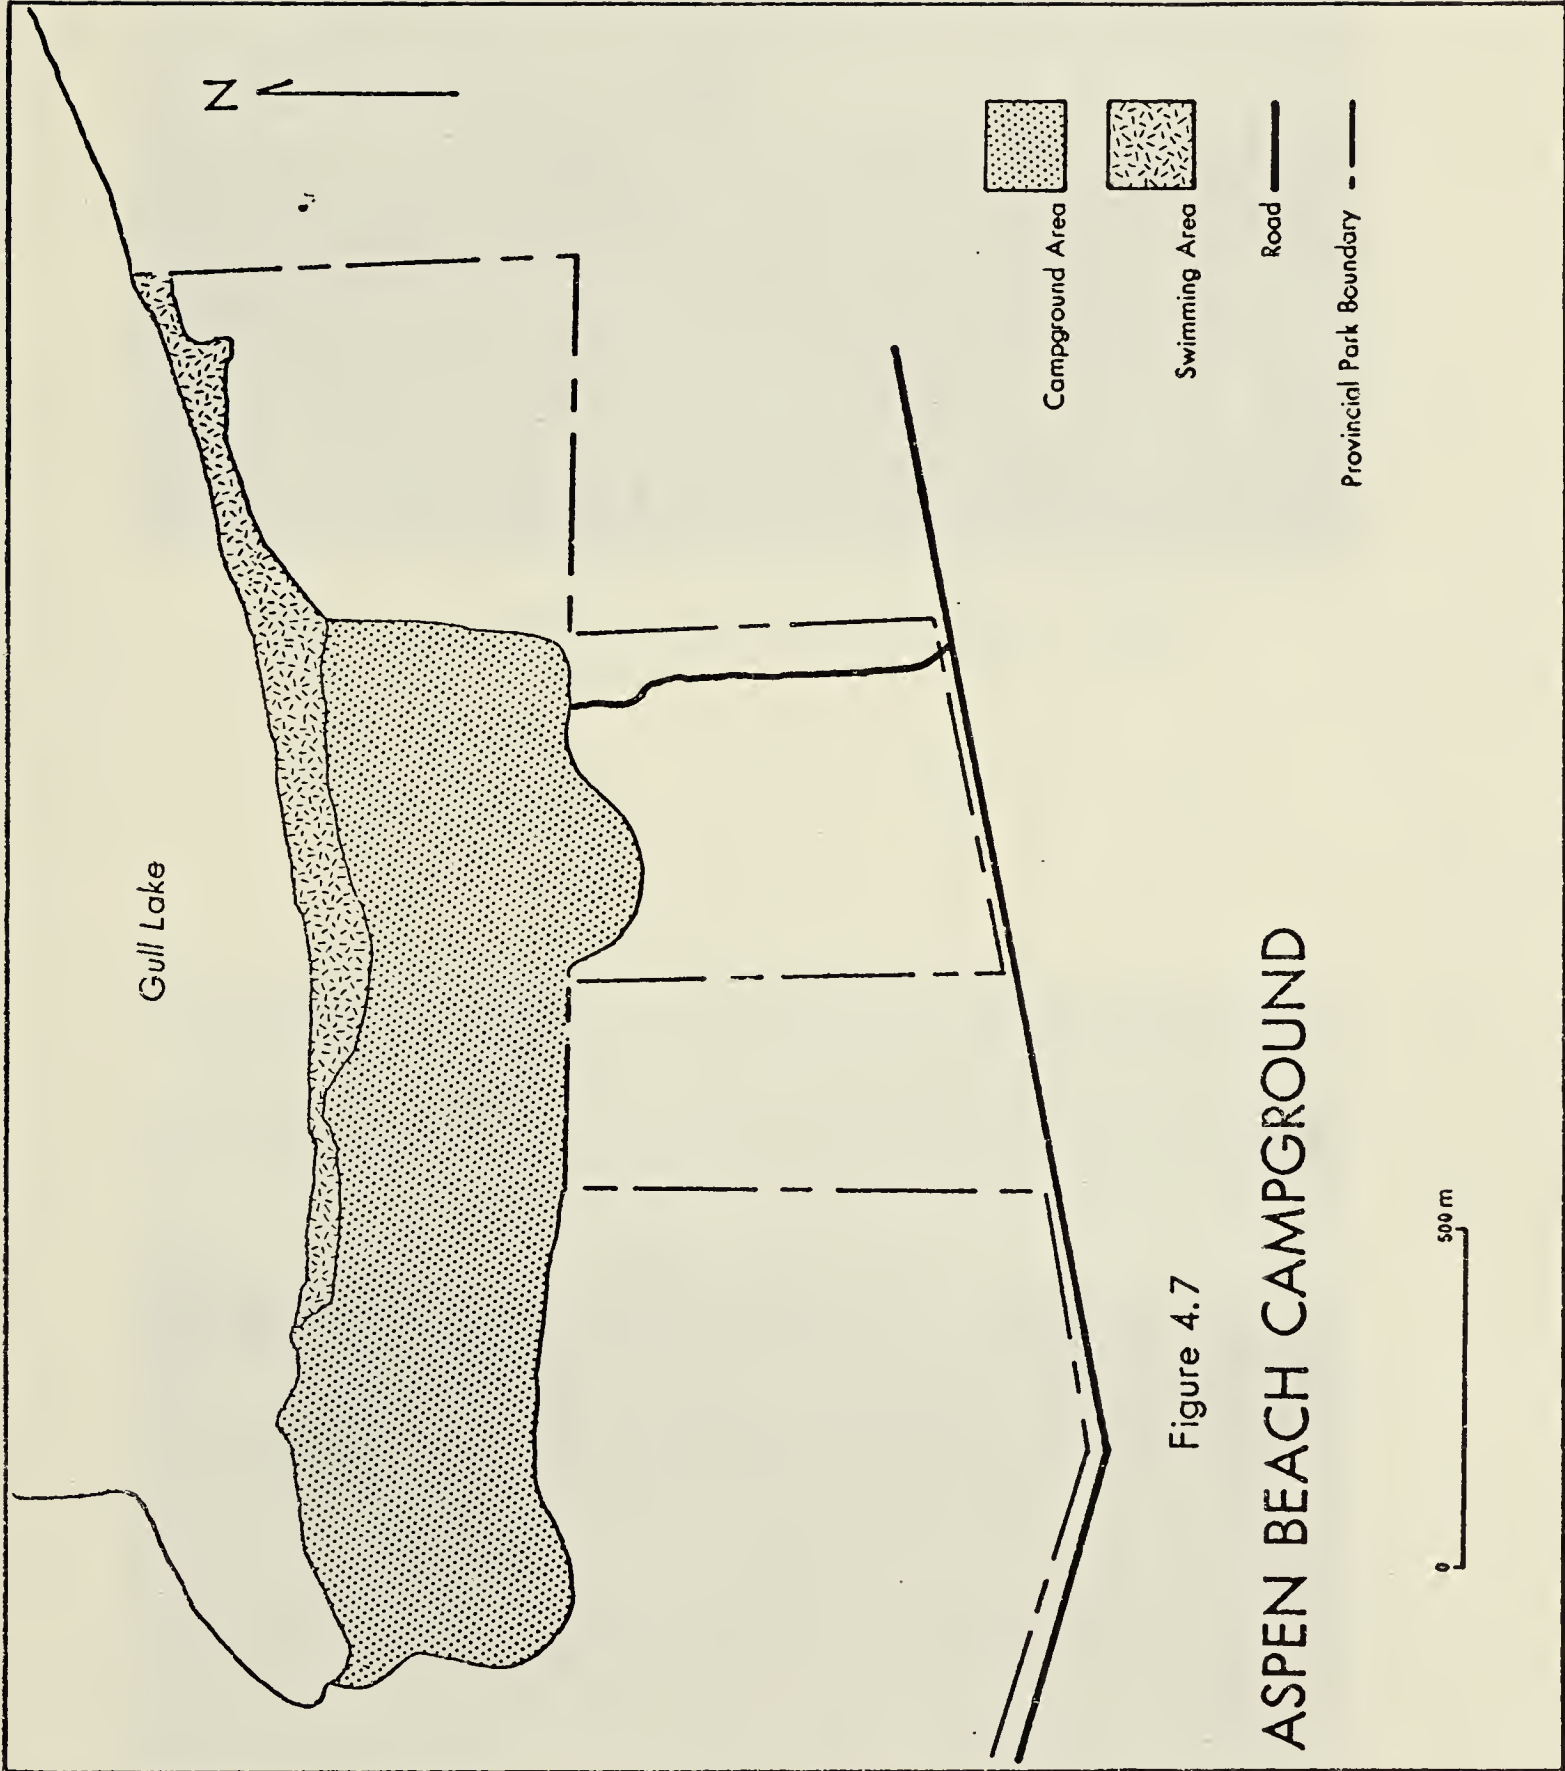 N
Gull Lake
Campground Area
Swimming Area
Road
Provincial Park Boundary
Figure 4.7
ASPEN BEACH CAMPGROUND
0 500 m